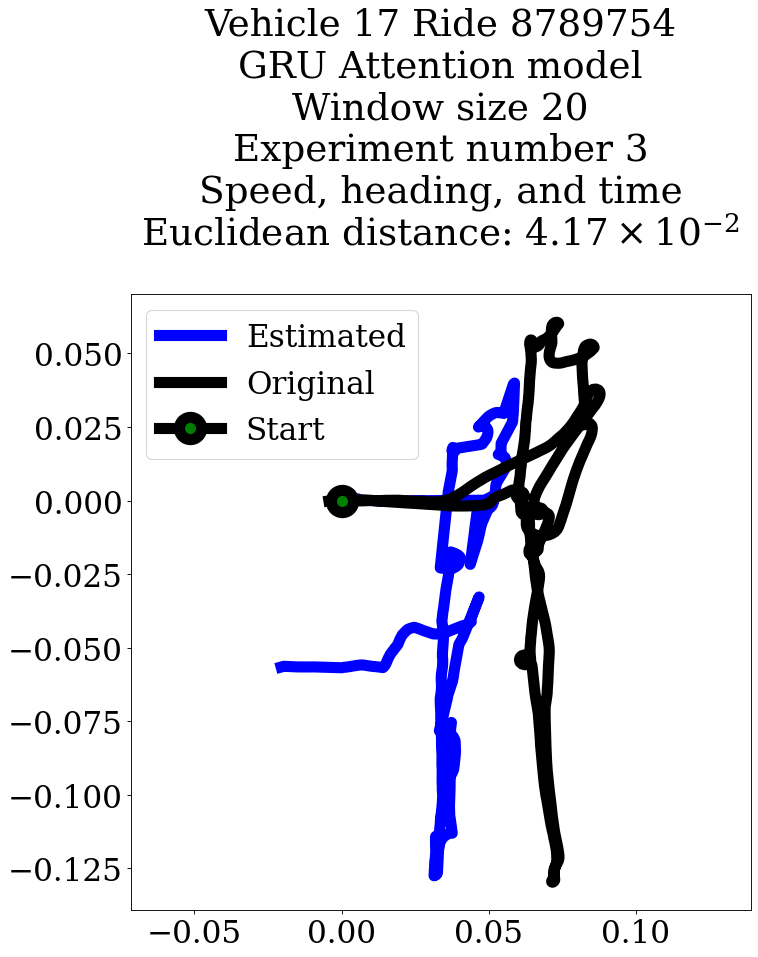 Vehicle 17 Ride 8789754
GRU Attention model
Window size 20
Experiment number 3
Speed, heading, and time
Euclidean distance: 4.17 × 10⁻²
Estimated
Original
Start
0.050
0.025
0.000
−0.025
−0.050
−0.075
−0.100
−0.125
−0.05 0.00 0.05 0.10